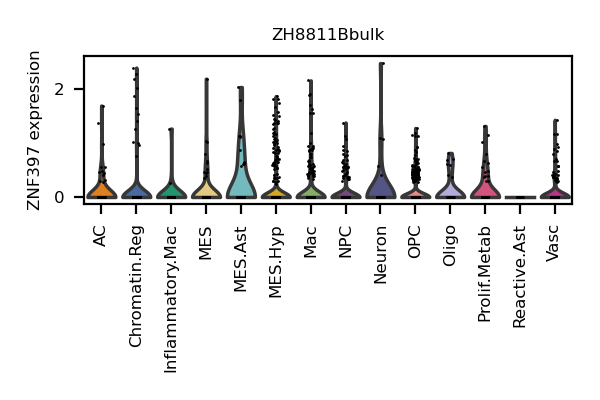 ZH8811Bbulk
ZNF397 expression
2
0
AC
Chromatin.Reg
Inflammatory.Mac
MES
MES.Ast
MES.Hyp
Mac
NPC
Neuron
OPC
Oligo
Prolif.Metab
Reactive.Ast
Vasc